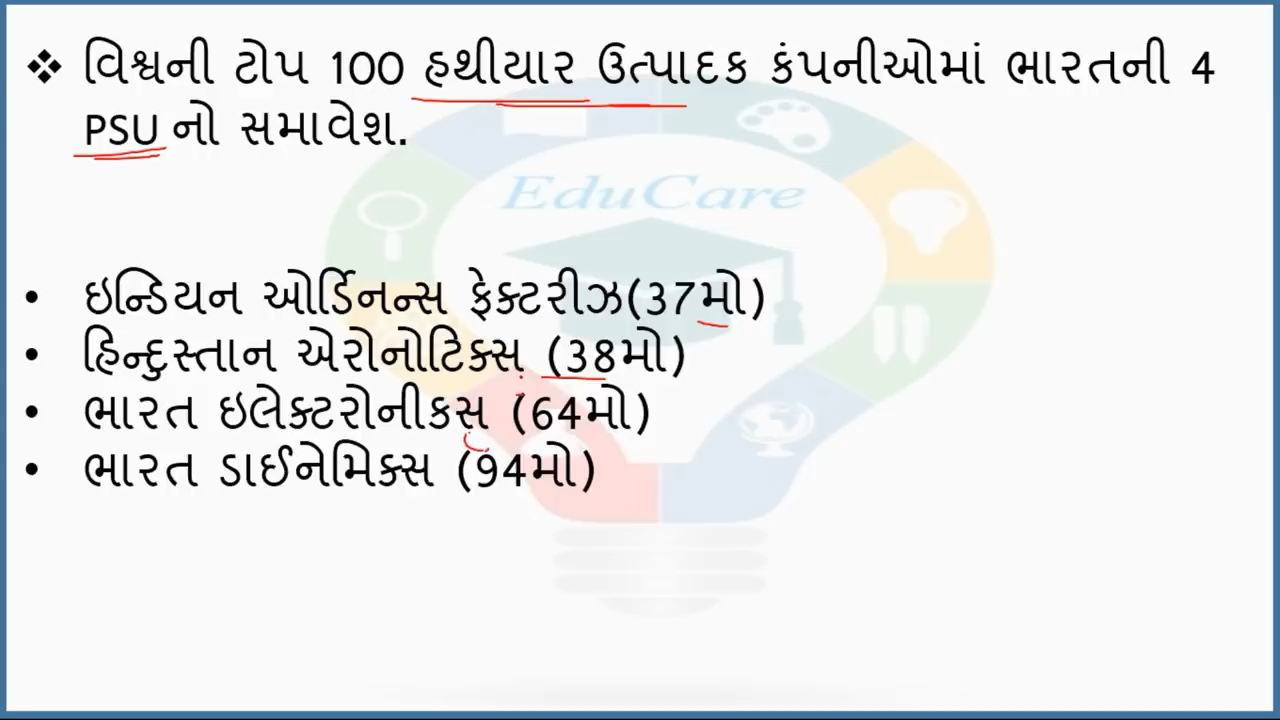 ❖ વિશ્વની ટોપ 100 હથીયાર ઉત્પાદક કંપનીઓમાં ભારતની 4
PSU નો સમાવેશ.
EduCare
• ઇન્ડિયન ઓર્ડિનન્સ ફેક્ટરીઝ(37મો)
• હિન્દુસ્તાન એરોનોટિક્સ (38મો)
• ભારત ઇલેક્ટરોનીકસ (64મો)
• ભારત ડાઈનેમિક્સ (94મો)